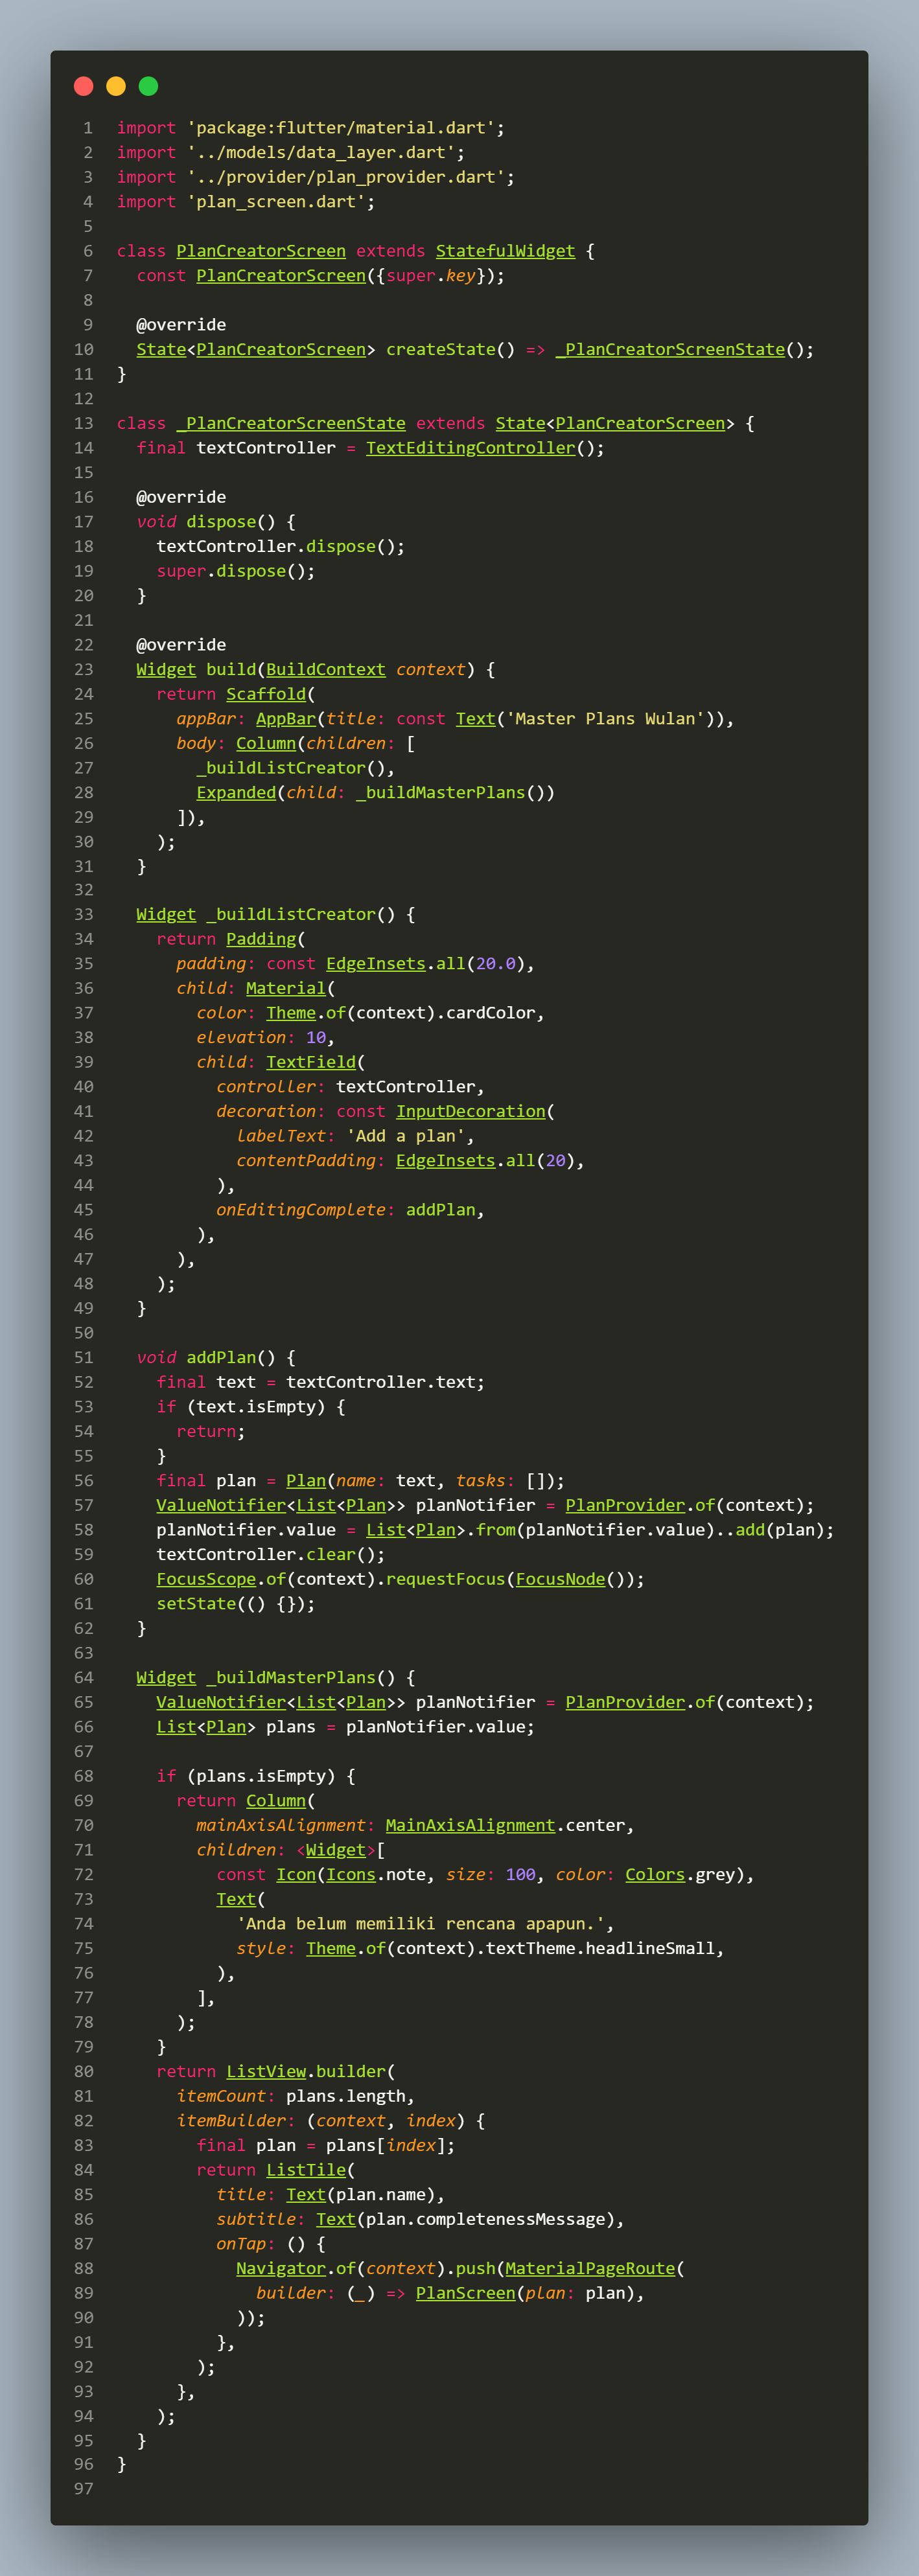 1 import 'package:flutter/material.dart';
2 import '../models/data_layer.dart';
3 import '../provider/plan_provider.dart';
4 import 'plan_screen.dart';
5
6 class PlanCreatorScreen extends StatefulWidget {
7   const PlanCreatorScreen({super.key});
8
9   @override
10   State<PlanCreatorScreen> createState() => _PlanCreatorScreenState();
11 }
12
13 class _PlanCreatorScreenState extends State<PlanCreatorScreen> {
14   final textController = TextEditingController();
15
16   @override
17   void dispose() {
18     textController.dispose();
19     super.dispose();
20   }
21
22   @override
23   Widget build(BuildContext context) {
24     return Scaffold(
25       appBar: AppBar(title: const Text('Master Plans Wulan')),
26       body: Column(children: [
27         _buildListCreator(),
28         Expanded(child: _buildMasterPlans())
29       ]),
30     );
31   }
32
33   Widget _buildListCreator() {
34     return Padding(
35       padding: const EdgeInsets.all(20.0),
36       child: Material(
37         color: Theme.of(context).cardColor,
38         elevation: 10,
39         child: TextField(
40           controller: textController,
41           decoration: const InputDecoration(
42             labelText: 'Add a plan',
43             contentPadding: EdgeInsets.all(20),
44           ),
45           onEditingComplete: addPlan,
46         ),
47       ),
48     );
49   }
50
51   void addPlan() {
52     final text = textController.text;
53     if (text.isEmpty) {
54       return;
55     }
56     final plan = Plan(name: text, tasks: []);
57     ValueNotifier<List<Plan>> planNotifier = PlanProvider.of(context);
58     planNotifier.value = List<Plan>.from(planNotifier.value)..add(plan);
59     textController.clear();
60     FocusScope.of(context).requestFocus(FocusNode());
61     setState(() {});
62   }
63
64   Widget _buildMasterPlans() {
65     ValueNotifier<List<Plan>> planNotifier = PlanProvider.of(context);
66     List<Plan> plans = planNotifier.value;
67
68     if (plans.isEmpty) {
69       return Column(
70         mainAxisAlignment: MainAxisAlignment.center,
71         children: <Widget>[
72           const Icon(Icons.note, size: 100, color: Colors.grey),
73           Text(
74             'Anda belum memiliki rencana apapun.',
75             style: Theme.of(context).textTheme.headlineSmall,
76           ),
77         ],
78       );
79     }
80     return ListView.builder(
81       itemCount: plans.length,
82       itemBuilder: (context, index) {
83         final plan = plans[index];
84         return ListTile(
85           title: Text(plan.name),
86           subtitle: Text(plan.completenessMessage),
87           onTap: () {
88             Navigator.of(context).push(MaterialPageRoute(
89               builder: (_) => PlanScreen(plan: plan),
90             ));
91           },
92         );
93       },
94     );
95   }
96 }
97